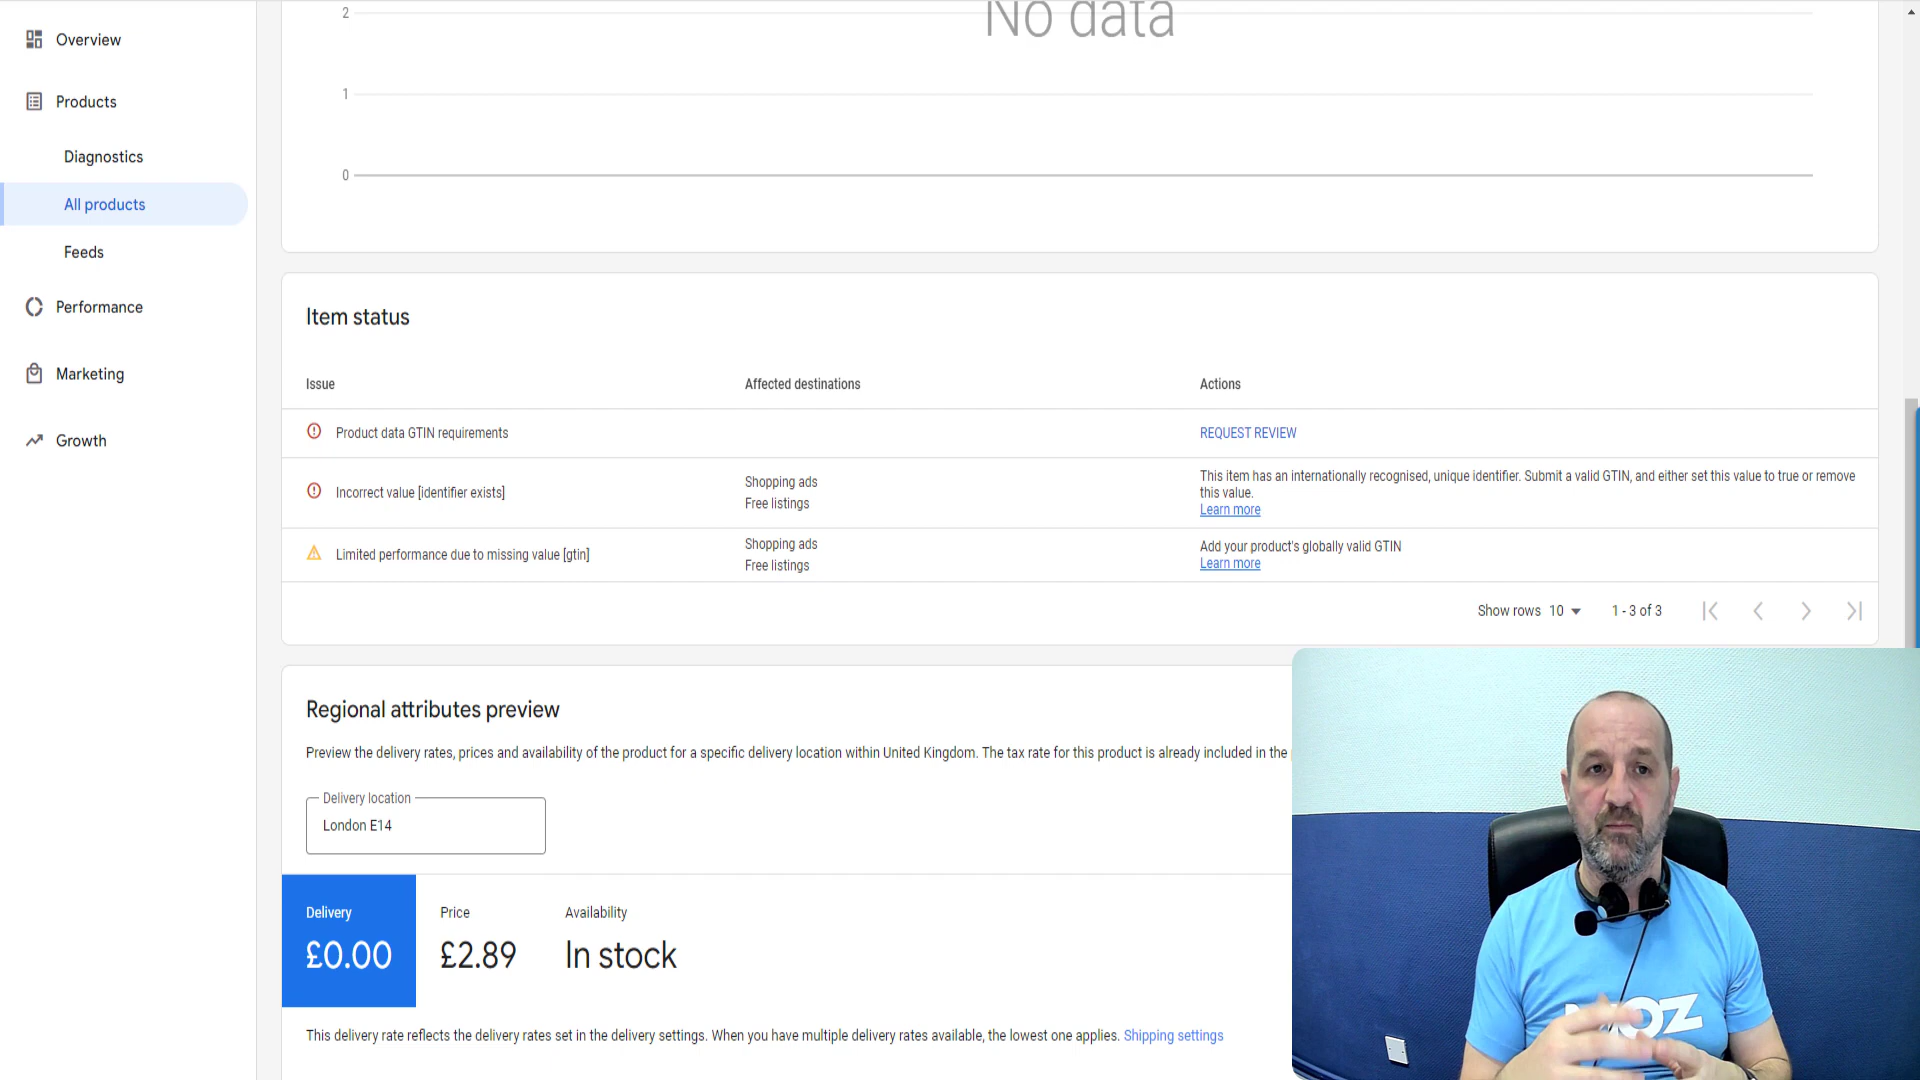 Overview
Products
Diagnostics
All products
Feeds
Performance
Marketing
Growth
2
No data
1
0
Item status
Issue Affected destinations Actions
Product data GTIN requirements REQUEST REVIEW
Incorrect value [identifier exists]
Shopping ads
Free listings
This item has an internationally recognised, unique identifier. Submit a valid GTIN, and either set this value to true or remove
this value.
Learn more
Limited performance due to missing value [gtin]
Shopping ads
Free listings
Add your product's globally valid GTIN
Learn more
Show rows 10 1 - 3 of 3
Regional attributes preview
Preview the delivery rates, prices and availability of the product for a specific delivery location within United Kingdom. The tax rate for this product is already included in the
Delivery location
London E14
Delivery Price Availability
£0.00 £2.89 In stock
This delivery rate reflects the delivery rates set in the delivery settings. When you have multiple delivery rates available, the lowest one applies. Shipping settings